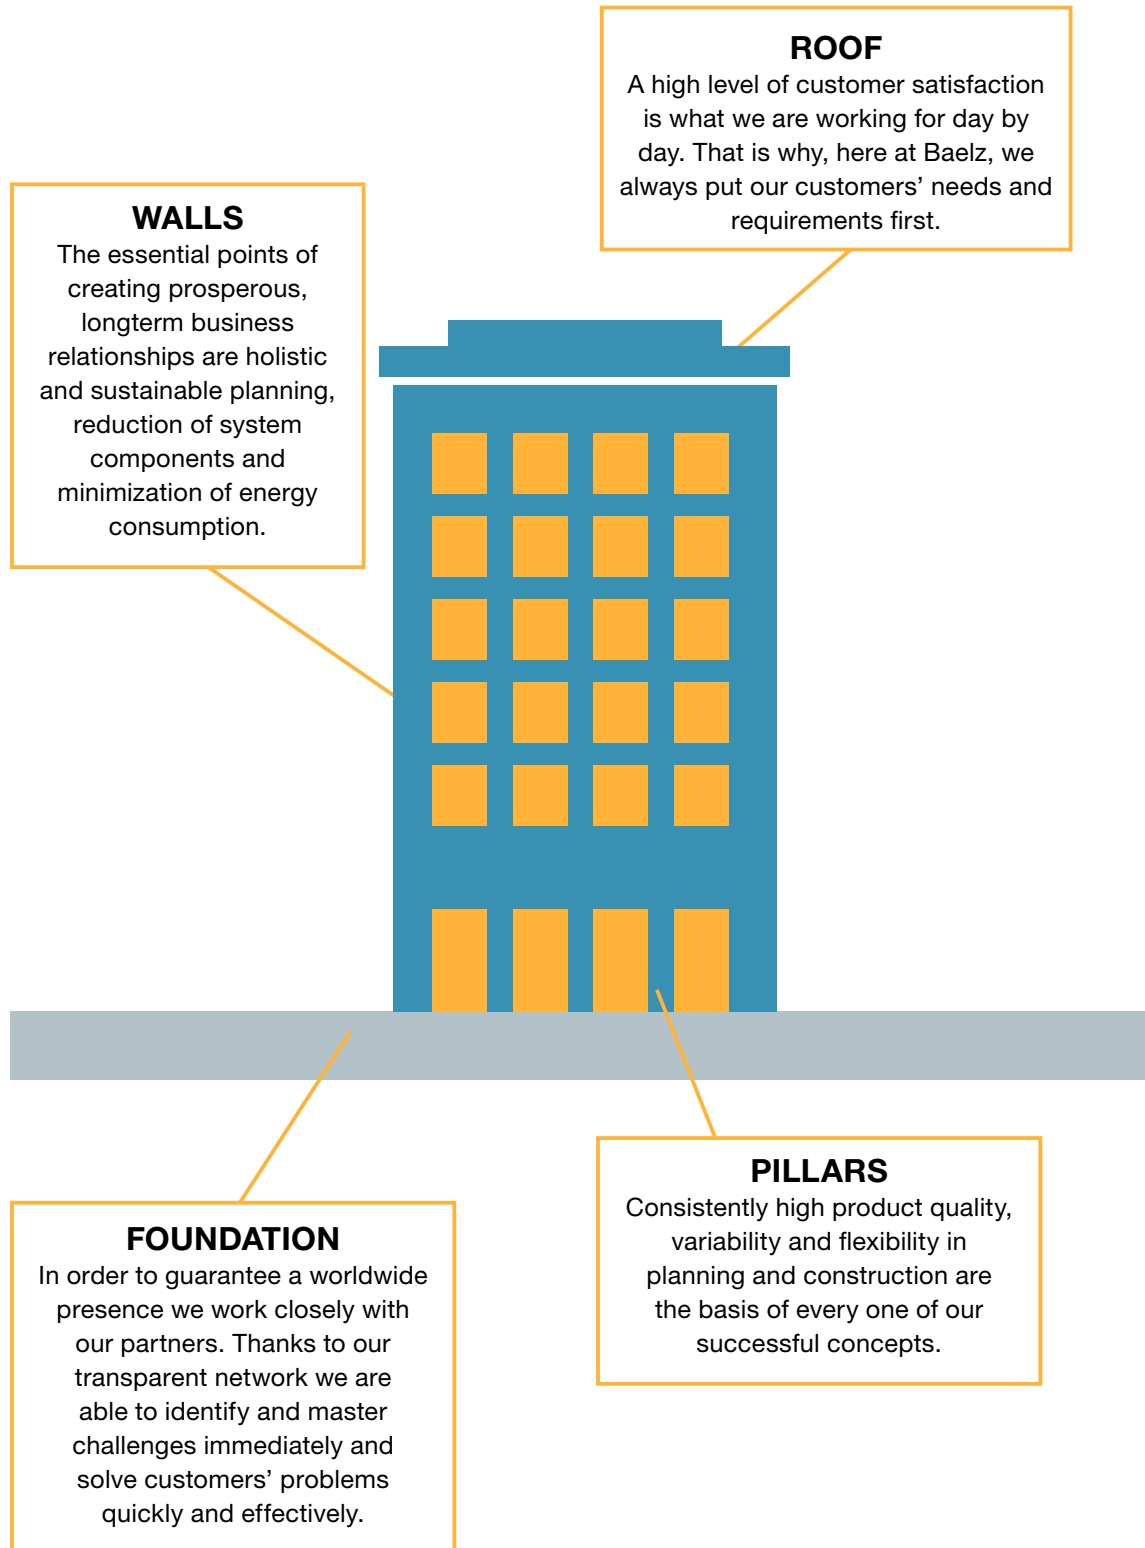 ROOF
A high level of customer satisfaction
is what we are working for day by
day. That is why, here at Baelz, we
always put our customers’ needs and
requirements first.
WALLS
The essential points of
creating prosperous,
longterm business
relationships are holistic
and sustainable planning,
reduction of system
components and
minimization of energy
consumption.
PILLARS
Consistently high product quality,
variability and flexibility in
planning and construction are
the basis of every one of our
successful concepts.
FOUNDATION
In order to guarantee a worldwide
presence we work closely with
our partners. Thanks to our
transparent network we are
able to identify and master
challenges immediately and
solve customers’ problems
quickly and effectively.